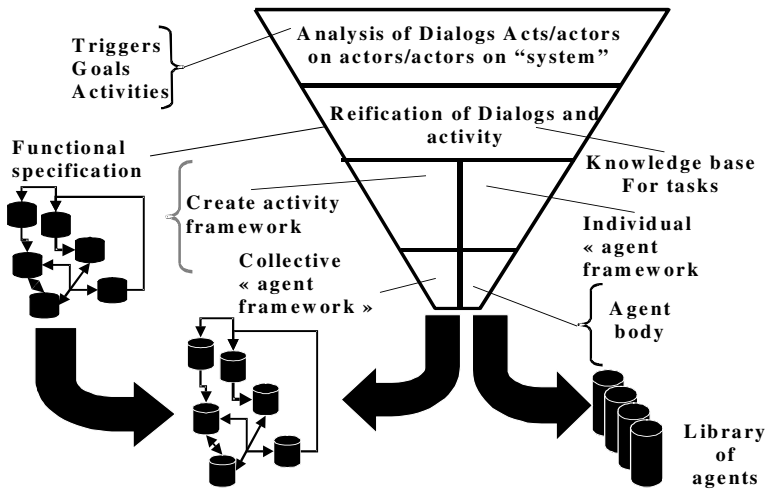 Analysis of Dialogs Acts/actors
on actors/actors on “system”
Triggers
Goals
Activities
Reification of Dialogs and
activity
Functional
specification
Knowledge base
For tasks
Create activity
framework
Individual
« agent
framework
Collective
« agent
framework »
Agent
body
Library
of
agents